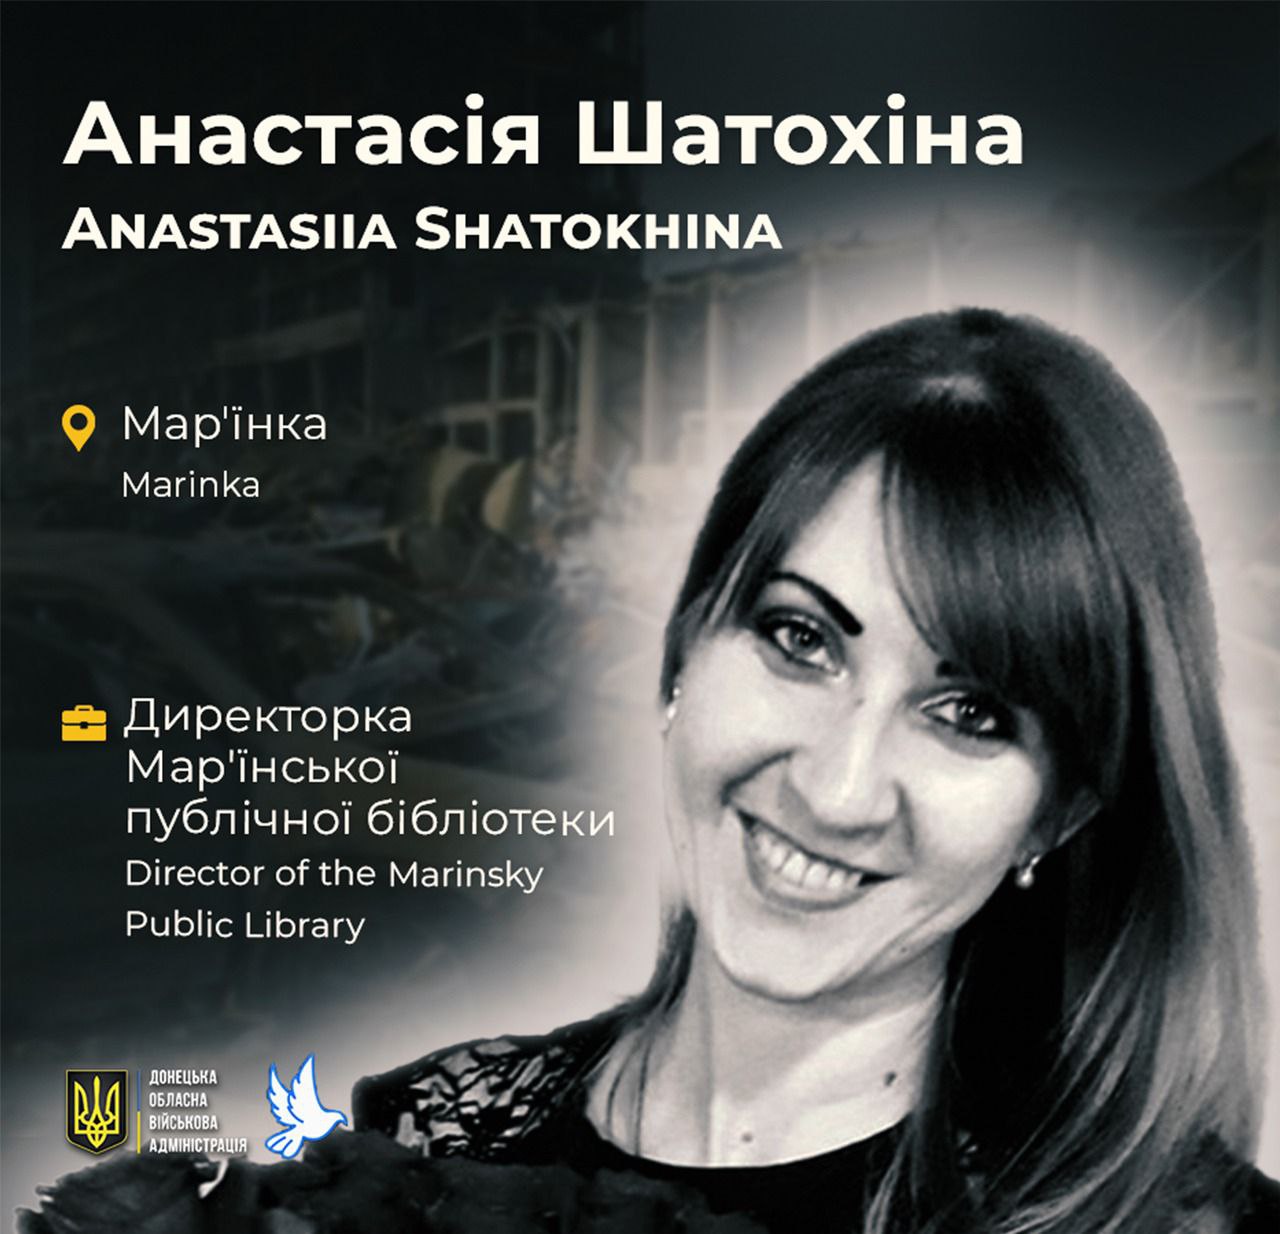 Анастасія Шатохіна
ANASTASIIA SHATOKHINA
Мар'їнка
Marinka
Директорка
Мар'їнської
публічної бібліотеки
Director of the Marinsky
Public Library
ДОНЕЦЬКА
ОБЛАСНА
ВІЙСЬКОВА
АДМІНІСТРАЦІЯ